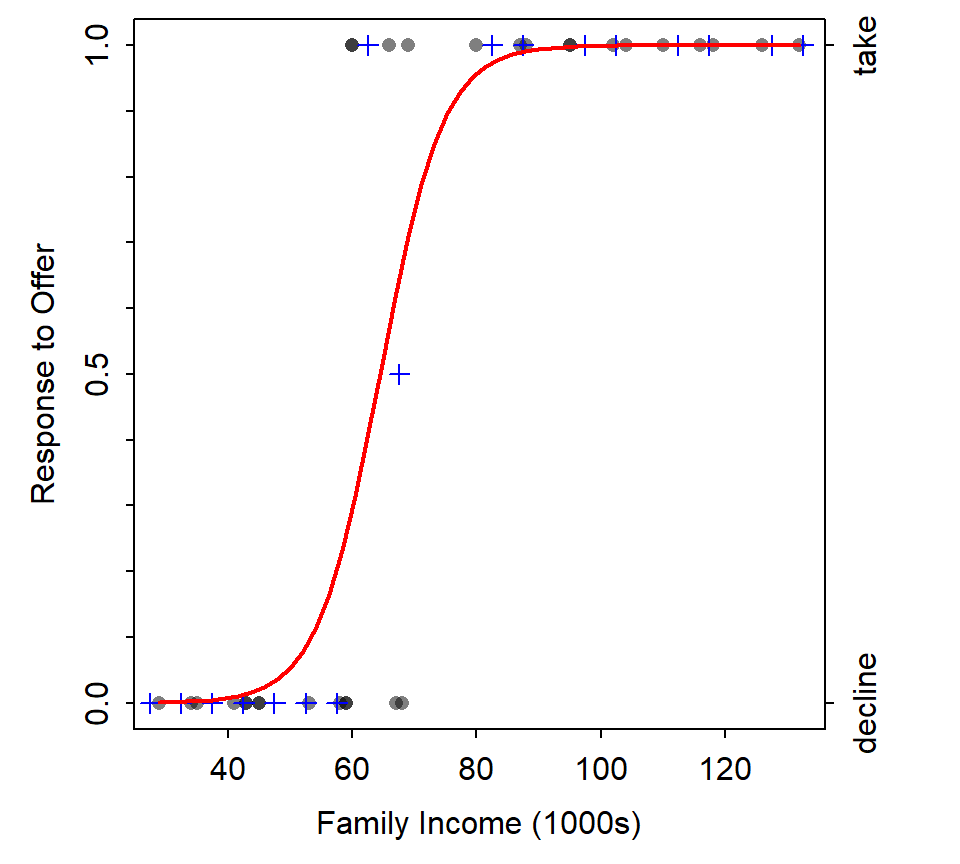 1.0
0.5
0.0
Response to Offer
take
decline
40 60 80 100 120
Family Income (1000s)